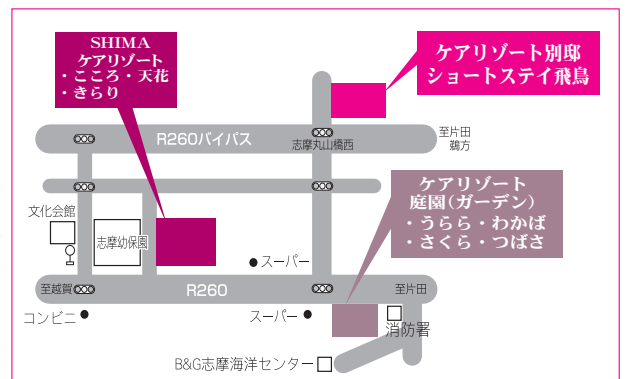 SHIMA
ケアリゾート
・こころ・天花
・きらり
ケアリゾート別邸
ショートステイ飛鳥
R260バイパス
志摩丸山橋西
至片田
鵜方
ケアリゾート
庭園(ガーデン)
・うらら・わかば
・さくら・つばさ
文化会館
志摩幼保園
●スーパー
至越賀
R260
至片田
コンビニ●
スーパー●
消防署
B&G志摩海洋センター